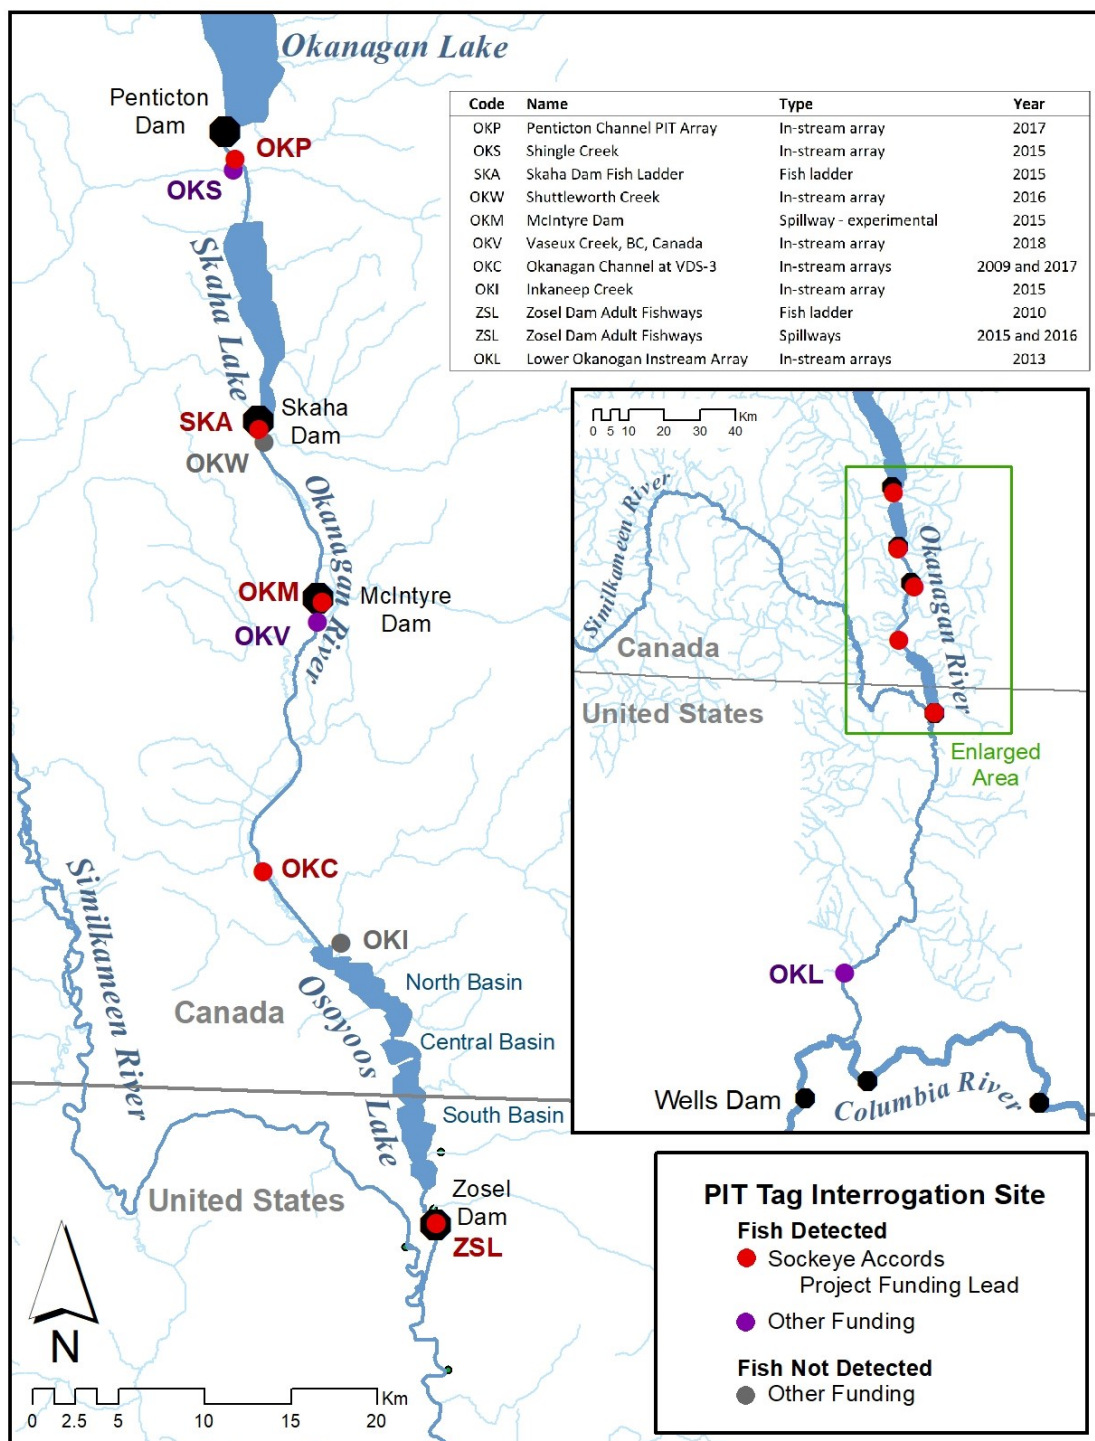 Okanagan Lake
Penticton
Dam
OKP
OKS
Code Name Type Year
OKP Penticton Channel PIT Array In-stream array 2017
OKS Shingle Creek In-stream array 2015
SKA Skaha Dam Fish Ladder Fish ladder 2015
OKW Shuttleworth Creek In-stream array 2016
OKM McIntyre Dam Spillway - experimental 2015
OKV Vaseux Creek, BC, Canada In-stream array 2018
OKC Okanagan Channel at VDS-3 In-stream arrays 2009 and 2017
OKI Inkaneep Creek In-stream array 2015
ZSL Zosel Dam Adult Fishways Fish ladder 2010
ZSL Zosel Dam Adult Fishways Spillways 2015 and 2016
OKL Lower Okanogan Instream Array In-stream arrays 2013
Skaha Lake
SKA
Skaha
Dam
OKW
Okanagan River
OKM
McIntyre
Dam
OKV
OKC
OKI
North Basin
Central Basin
South Basin
Osoyoos Lake
Similkameen River
Canada
United States
Zosel
Dam
ZSL
N
Km
0 2.5 5 10 15 20
Km
0 5 10 20 30 40
Similkameen River
Okanagan River
Canada
United States
Enlarged
Area
OKL
Wells Dam
Columbia River
PIT Tag Interrogation Site
Fish Detected
Sockeye Accords
Project Funding Lead
Other Funding
Fish Not Detected
Other Funding